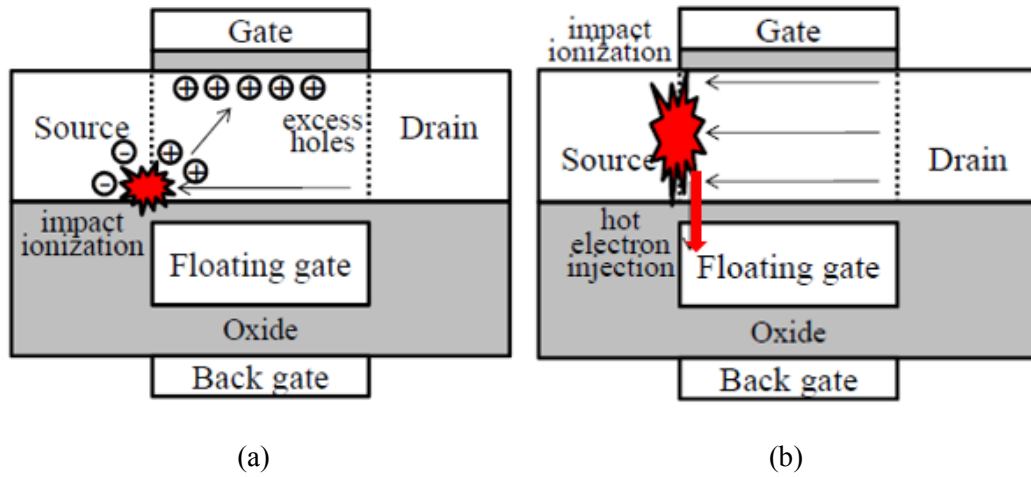 Gate
⊕ ⊕ ⊕ ⊕ ⊕
Source
excess
holes
Drain
⊖ ⊕
⊖ ⊕
impact
ionization
Floating gate
Oxide
Back gate
(a)
impact
ionization
Gate
Source
Drain
hot
electron
injection
Floating gate
Oxide
Back gate
(b)